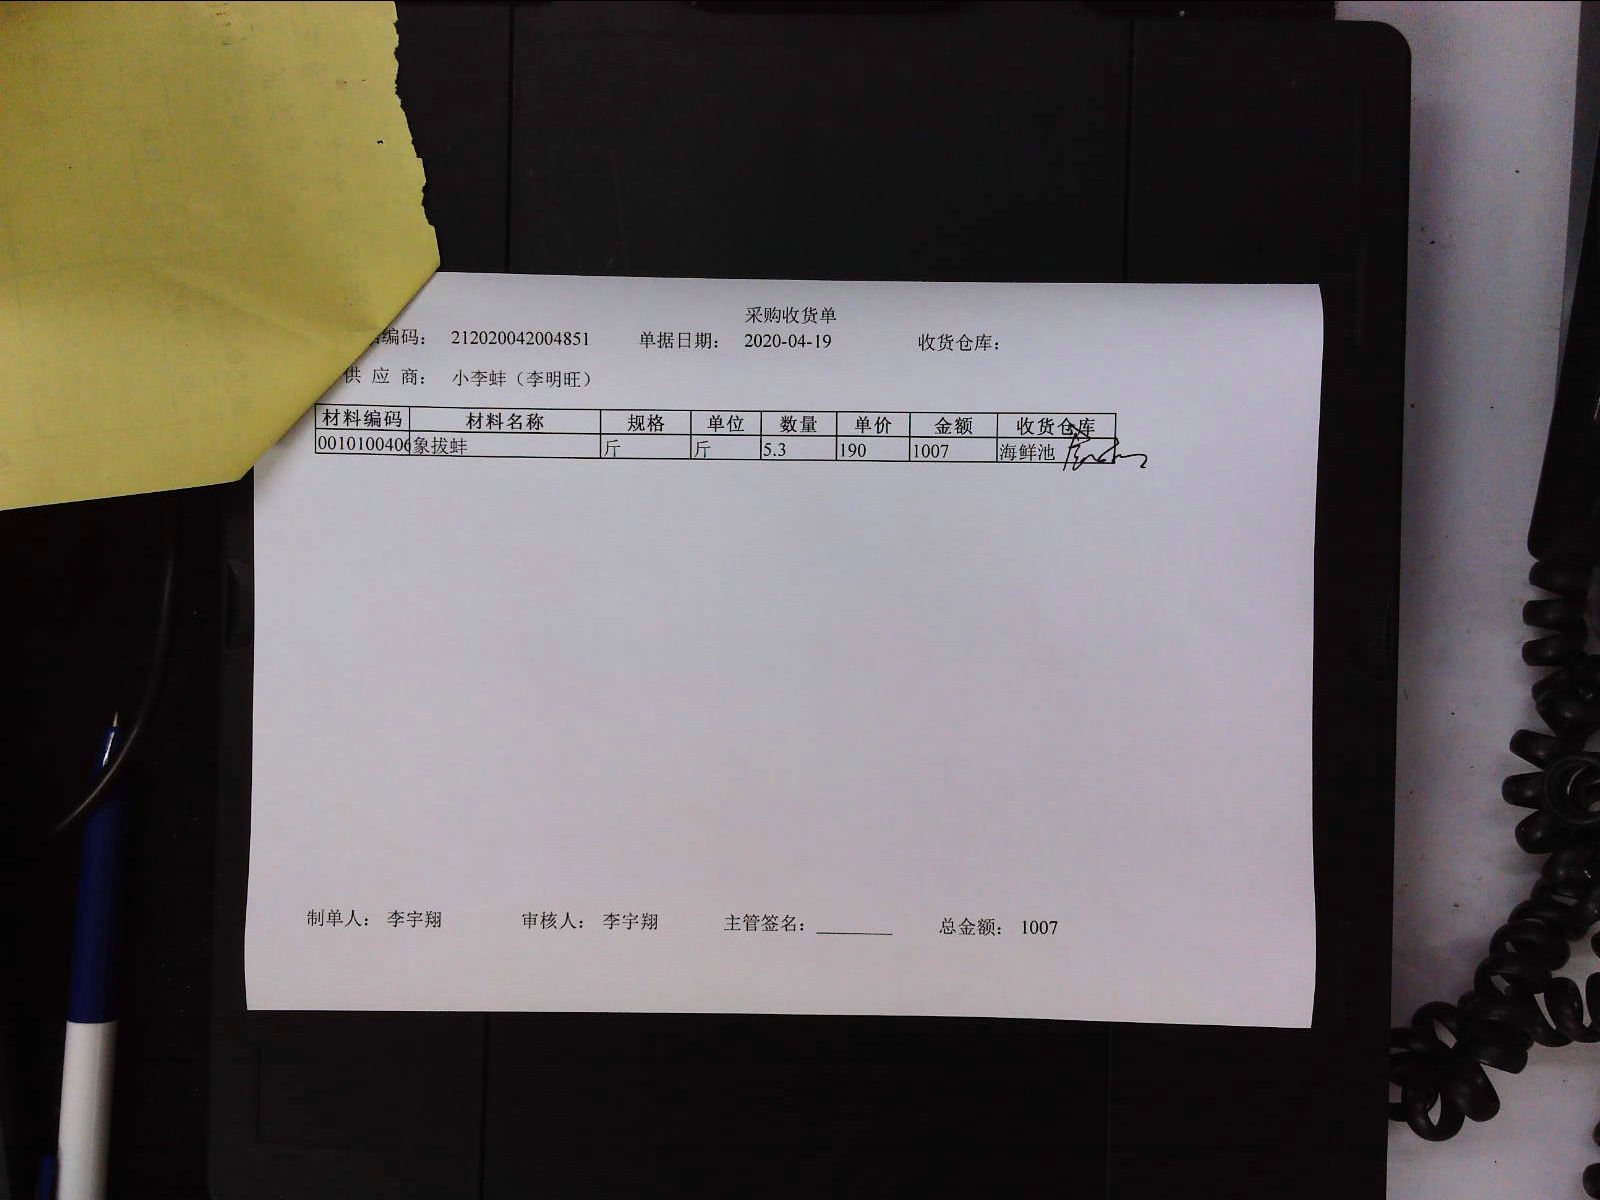 采购收货单
编码： 212020042004851 单据日期： 2020-04-19 收货仓库：
供 应 商： 小李蚌（李明旺）
材料编码 材料名称 规格 单位 数量 单价 金额 收货仓库
0010100406 象拔蚌 斤 斤 5.3 190 1007 海鲜池
制单人： 李宇翔 审核人： 李宇翔 主管签名： 总金额： 1007